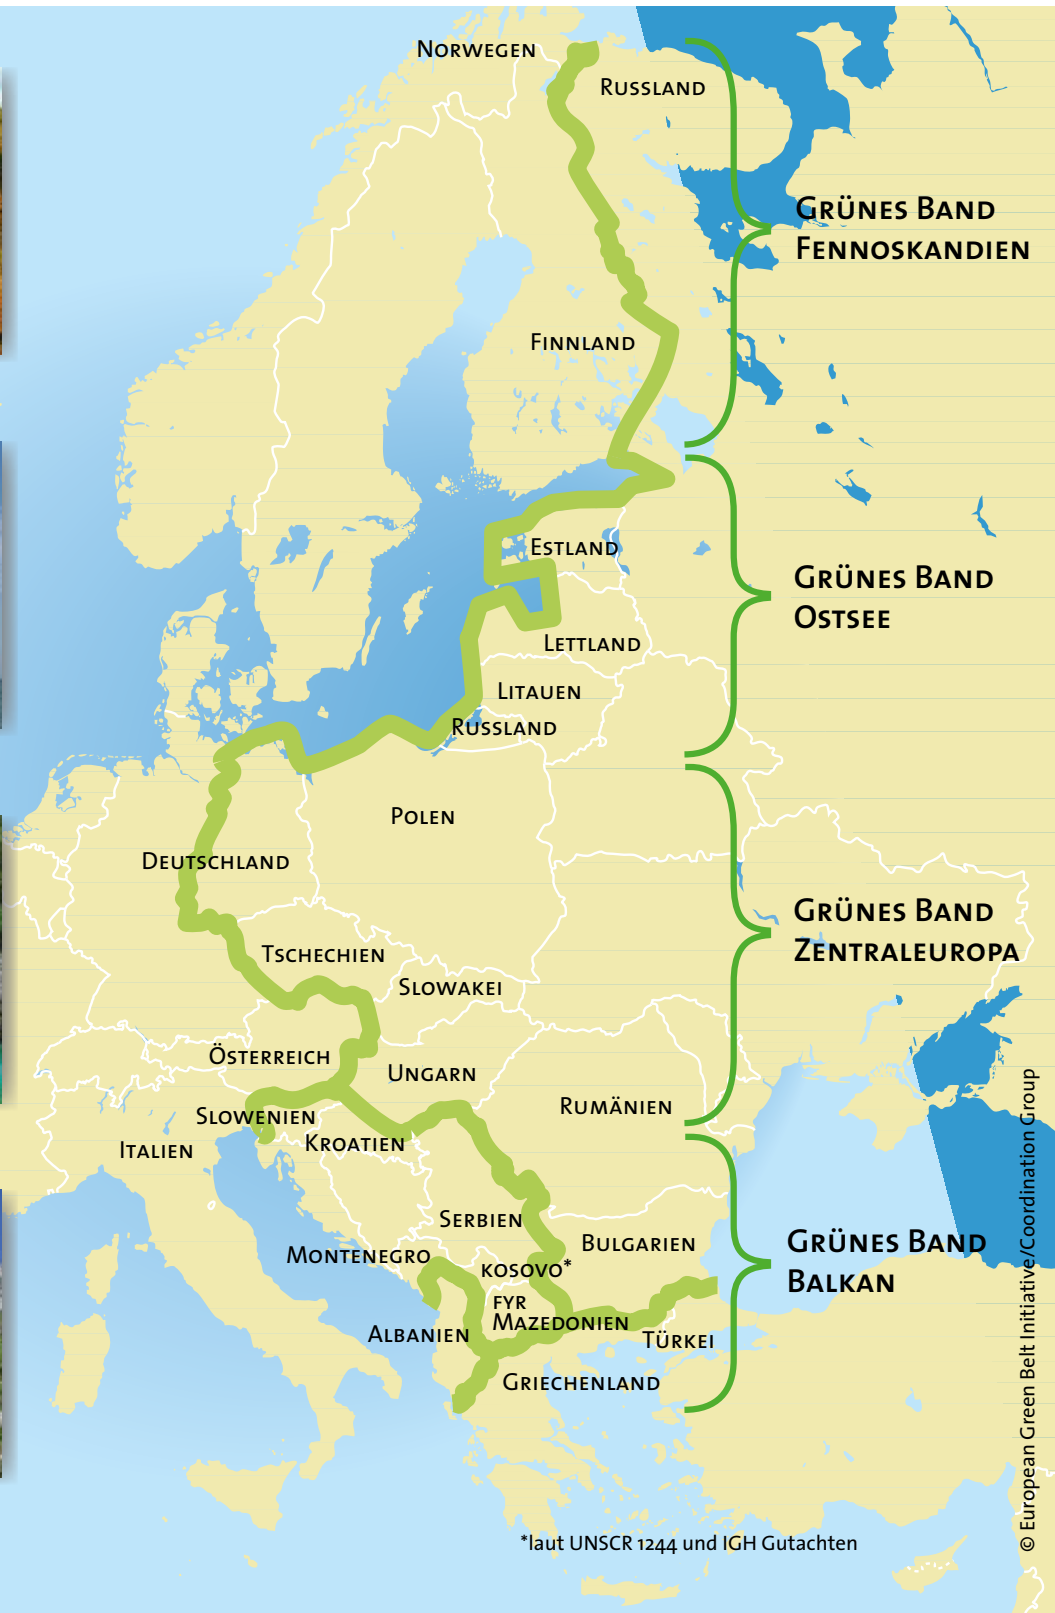 Norwegen
Russland
Grünes Band
Fennoskandien
Finnland
Estland
Grünes Band
Ostsee
Lettland
Litauen
Russland
Polen
Deutschland
Grünes Band
Zentraleuropa
Tschechien
Slowakei
Österreich
Ungarn
Rumänien
Slowenien
Kroatien
Italien
Serbien
Bulgarien
Grünes Band
Balkan
Montenegro
kosovo*
fyr
Mazedonien
Albanien
Türkei
Griechenland
*laut UNSCR 1244 und IGH Gutachten
© European Green Belt Initiative/Coordination Group